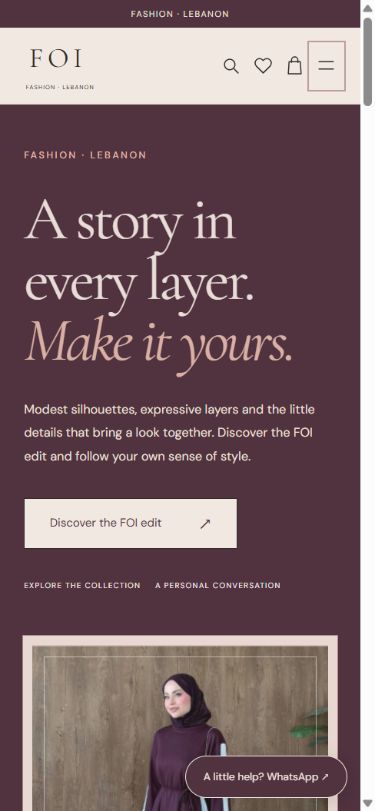 FASHION · LEBANON
FOI
FASHION · LEBANON
FASHION · LEBANON
A story in
every layer.
Make it yours.
Modest silhouettes, expressive layers and the little
details that bring a look together. Discover the FOI
edit and follow your own sense of style.
Discover the FOI edit ↗
EXPLORE THE COLLECTION A PERSONAL CONVERSATION
A little help? WhatsApp ↗